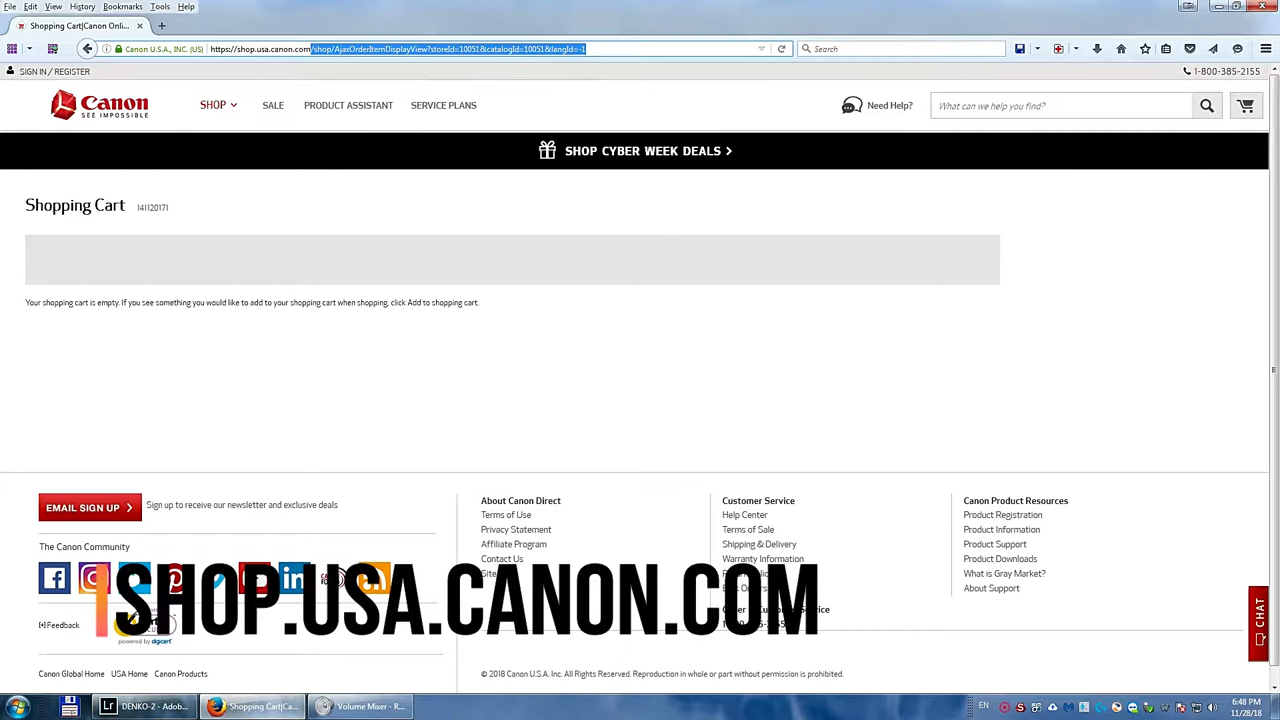 File Edit View History Bookmarks Tools Help
Shopping Cart|Canon Onli...
Canon U.S.A., INC. (US) https://shop.usa.canon.com/shop/AjaxOrderItemDisplayView?storeId=10051&catalogId=10051&langId=-1 Search
SIGN IN / REGISTER 1-800-385-2155
Canon
SEE IMPOSSIBLE
SHOP SALE PRODUCT ASSISTANT SERVICE PLANS Need Help? What can we help you find?
SHOP CYBER WEEK DEALS
Shopping Cart 141120171
Your shopping cart is empty. If you see something you would like to add to your shopping cart when shopping, click Add to shopping cart.
EMAIL SIGN UP Sign up to receive our newsletter and exclusive deals
The Canon Community
[+] Feedback
powered by digicert
About Canon Direct
Terms of Use
Privacy Statement
Affiliate Program
Contact Us
Customer Service
Help Center
Terms of Sale
Shipping & Delivery
Warranty Information
Canon Product Resources
Product Registration
Product Information
Product Support
Product Downloads
What is Gray Market?
About Support
SHOP.USA.CANON.COM
CHAT
Canon Global Home USA Home Canon Products
© 2018 Canon U.S.A. Inc. All Rights Reserved. Reproduction in whole or part without permission is prohibited.
Lr DENKO-2 - Adob... Shopping Cart|Ca... Volume Mixer - R... EN 6:48 PM
11/28/18